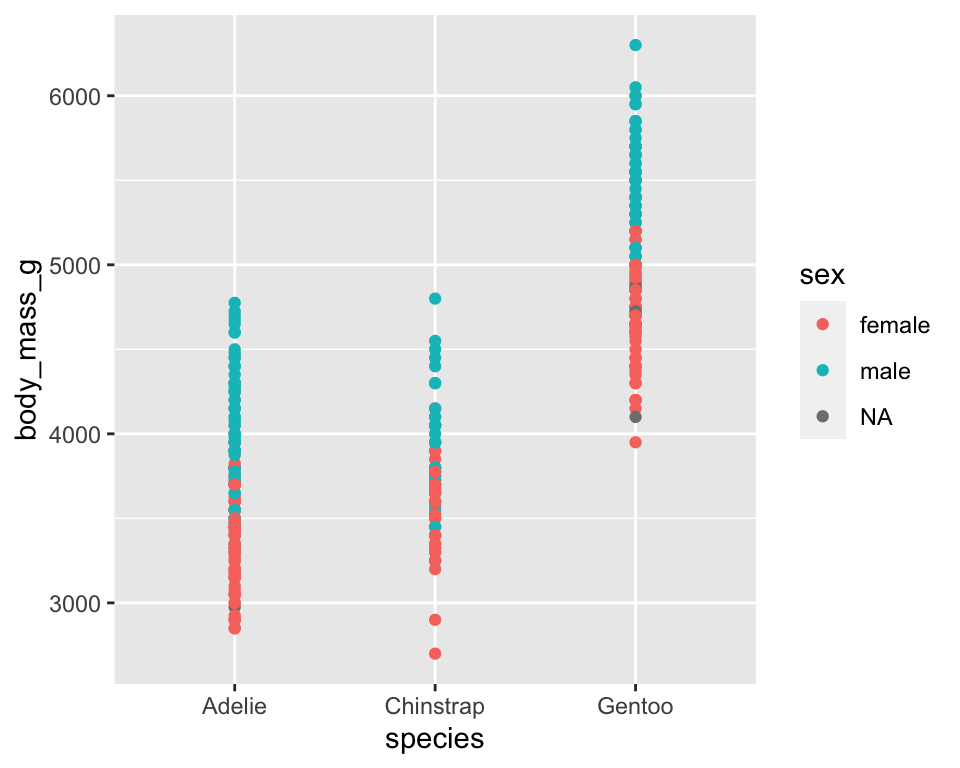 body_mass_g
6000
5000
4000
3000
Adelie
Chinstrap
Gentoo
species
sex
female
male
NA